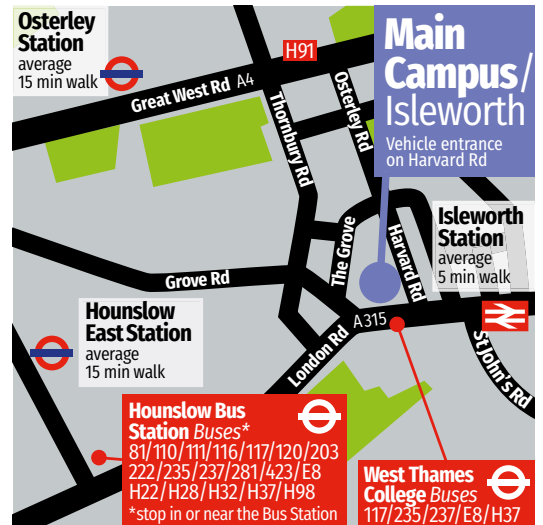 Osterley
Station
average
15 min walk
H91
Great West Rd A4
Thornbury Rd
Osterley Rd
Main
Campus/
Isleworth
Vehicle entrance
on Harvard Rd
Isleworth
Station
average
5 min walk
The Grove
Harvard Rd
Grove Rd
Hounslow
East Station
average
15 min walk
London Rd
A315
St John's Rd
Hounslow Bus
Station Buses*
81/110/111/116/117/120/203
222/235/237/281/423/E8
H22/H28/H32/H37/H98
*stop in or near the Bus Station
West Thames
College Buses
117/235/237/E8/H37